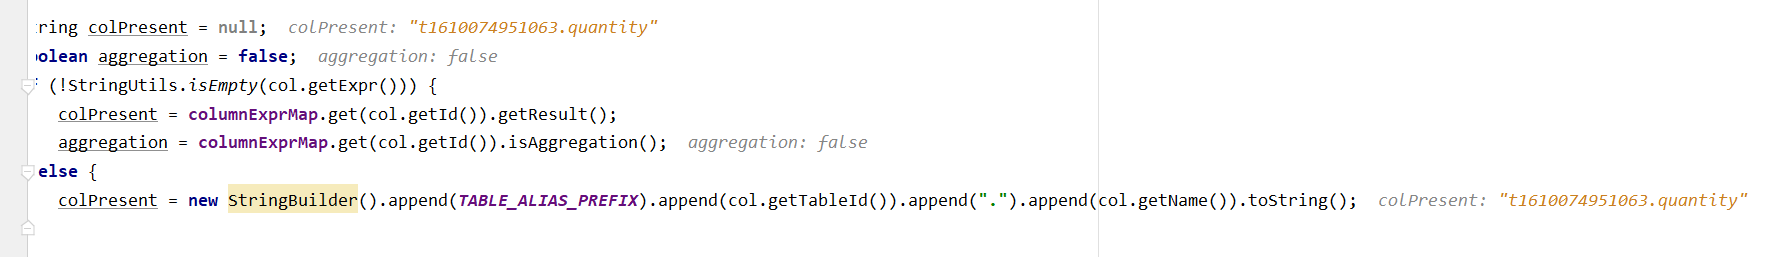 tring colPresent = null; colPresent: "t1610074951063.quantity"
oolean aggregation = false; aggregation: false
f (!StringUtils.isEmpty(col.getExpr())) {
colPresent = columnExprMap.get(col.getId()).getResult();
aggregation = columnExprMap.get(col.getId()).isAggregation(); aggregation: false
else {
colPresent = new StringBuilder().append(TABLE_ALIAS_PREFIX).append(col.getTableId()).append(".").append(col.getName()).toString(); colPresent: "t1610074951063.quantity"